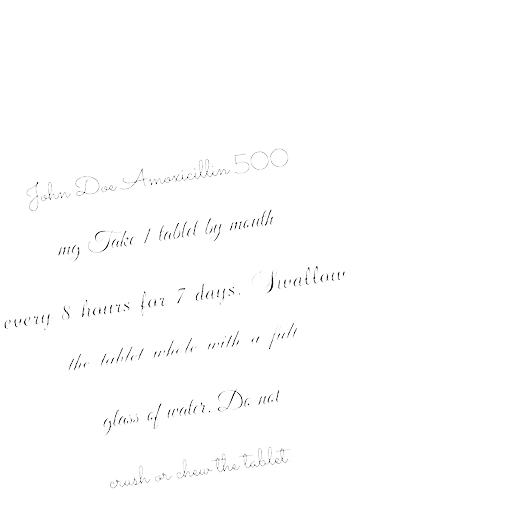 John Doe Amoxicillin 500
mg Take 1 tablet by mouth
every 8 hours for 7 days. Swallow
the tablet whole with a full
glass of water. Do not
crush or chew the tablet